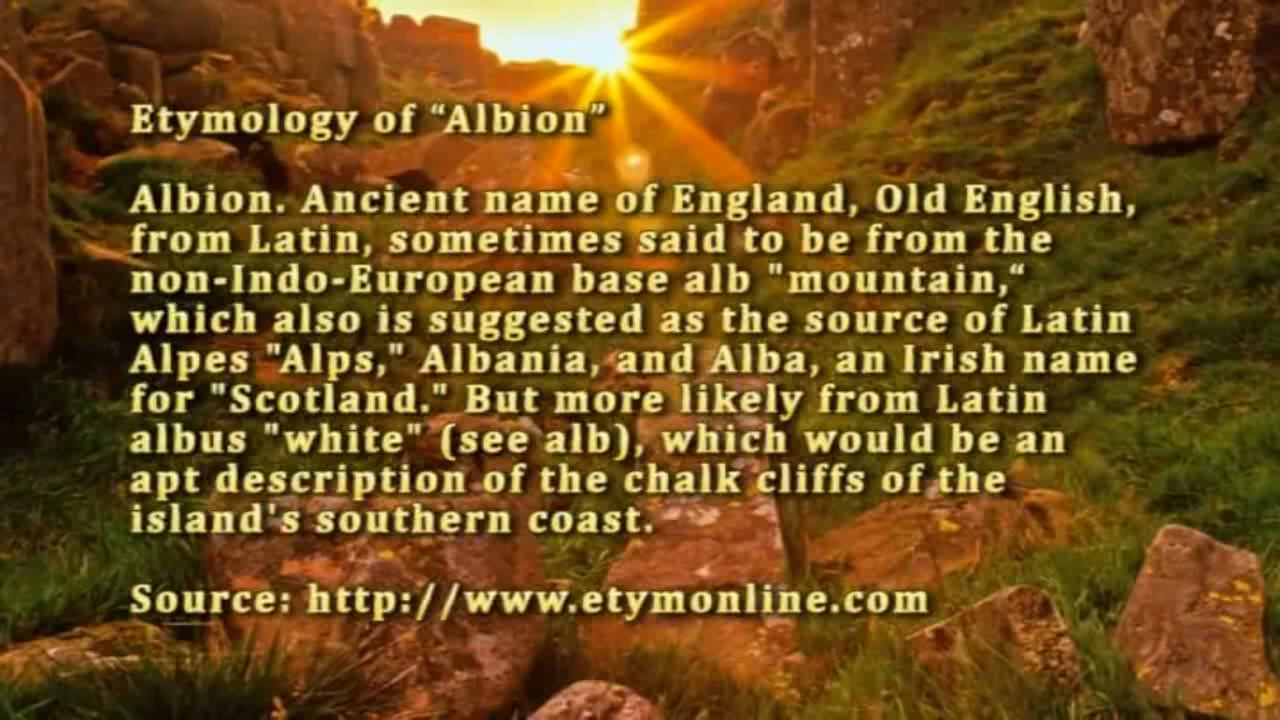 Etymology of “Albion”
Albion. Ancient name of England, Old English,
from Latin, sometimes said to be from the
non-Indo-European base alb "mountain,“
which also is suggested as the source of Latin
Alpes "Alps," Albania, and Alba, an Irish name
for "Scotland." But more likely from Latin
albus "white" (see alb), which would be an
apt description of the chalk cliffs of the
island's southern coast.
Source: http://www.etymonline.com